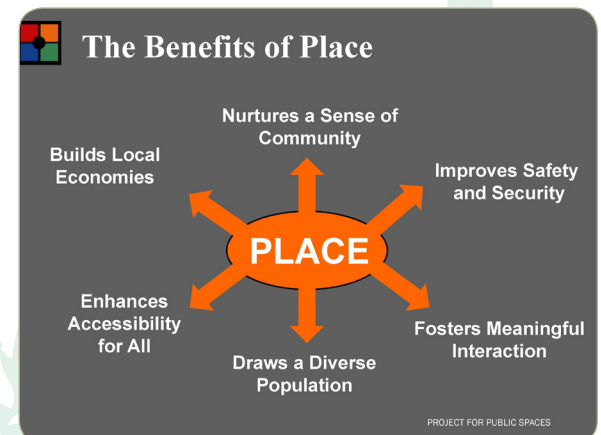 The Benefits of Place
Nurtures a Sense of
Community
Builds Local
Economies
Improves Safety
and Security
PLACE
Enhances
Accessibility
for All
Fosters Meaningful
Interaction
Draws a Diverse
Population
PROJECT FOR PUBLIC SPACES